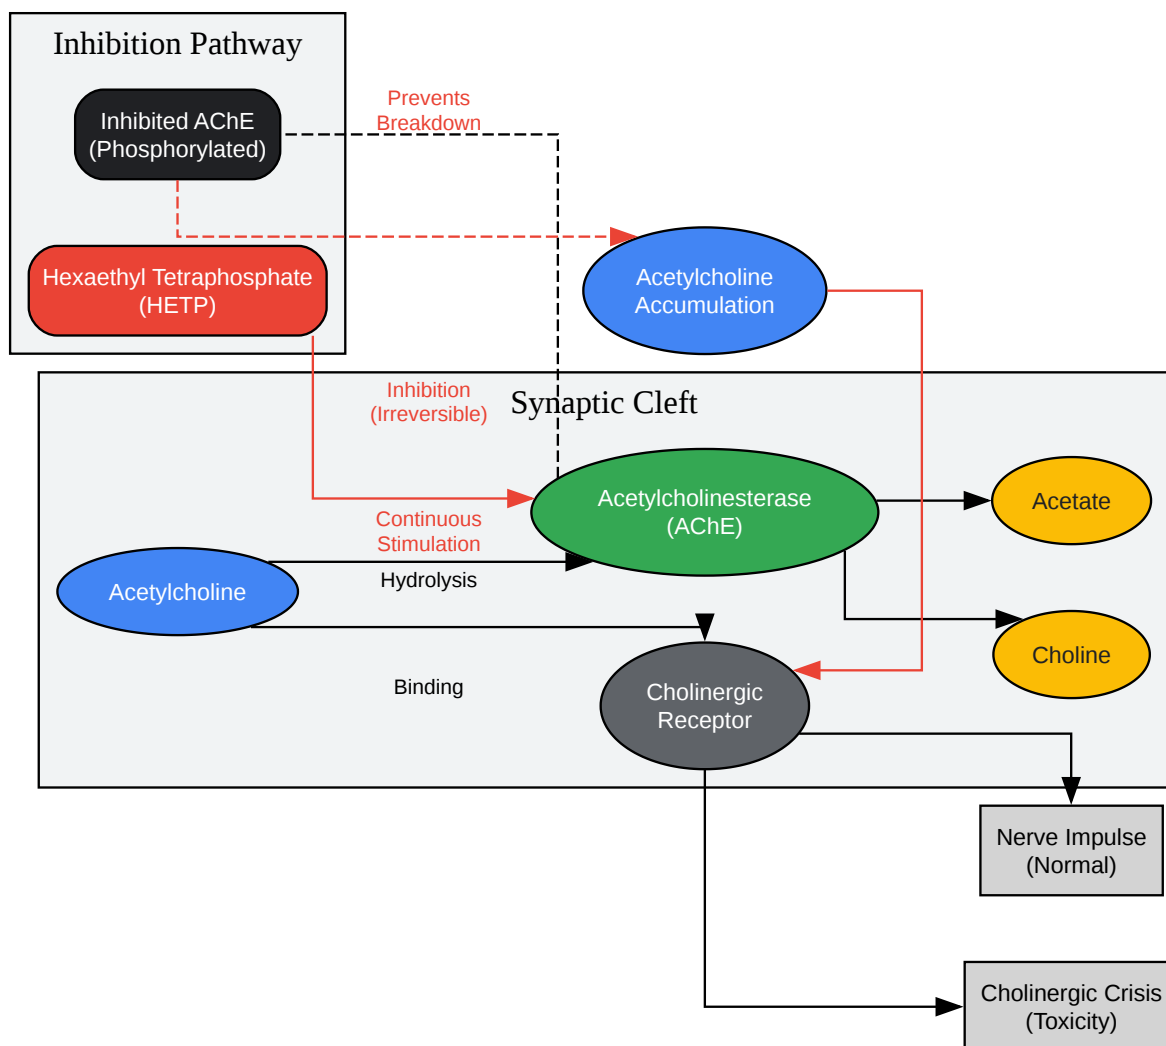 Inhibition Pathway
Inhibited AChE
(Phosphorylated)
Prevents
Breakdown
Hexaethyl Tetraphosphate
(HETP)
Acetylcholine
Accumulation
Inhibition
(Irreversible)
Synaptic Cleft
Acetylcholinesterase
(AChE)
Acetate
Continuous
Stimulation
Hydrolysis
Acetylcholine
Choline
Binding
Cholinergic
Receptor
Nerve Impulse
(Normal)
Cholinergic Crisis
(Toxicity)